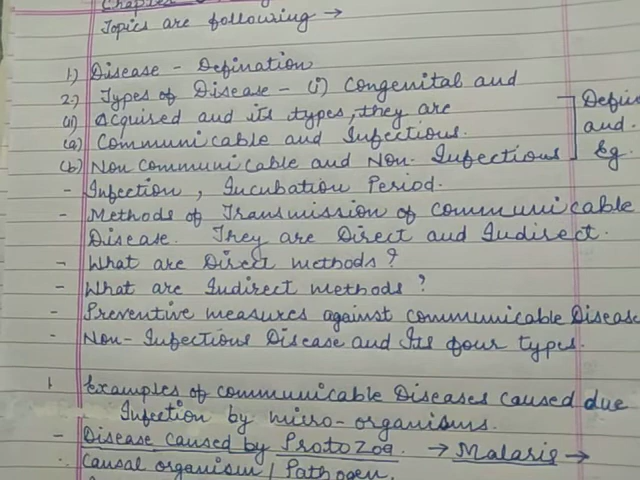 Topics are following →
1) Disease - Defination
2.) Types of Disease - (i) Congenital and
(ii) Acquired and its types, they are
(a) Communicable and Infectious.
(b) Non communicable and Non-Infectious
Defin
and.
Eg.
- Infection, Incubation Period.
- Methods of Transmission of communicable
Disease. They are Direct and Indirect.
- What are Direct methods?
- What are Indirect methods?
- Preventive measures against communicable Disease
- Non-Infectious Disease and Its four types.
Examples of communicable Diseases caused due
Infection by micro-organisms.
- Disease caused by Protozoa. → Malaria →
Causal organism / Pathogen.